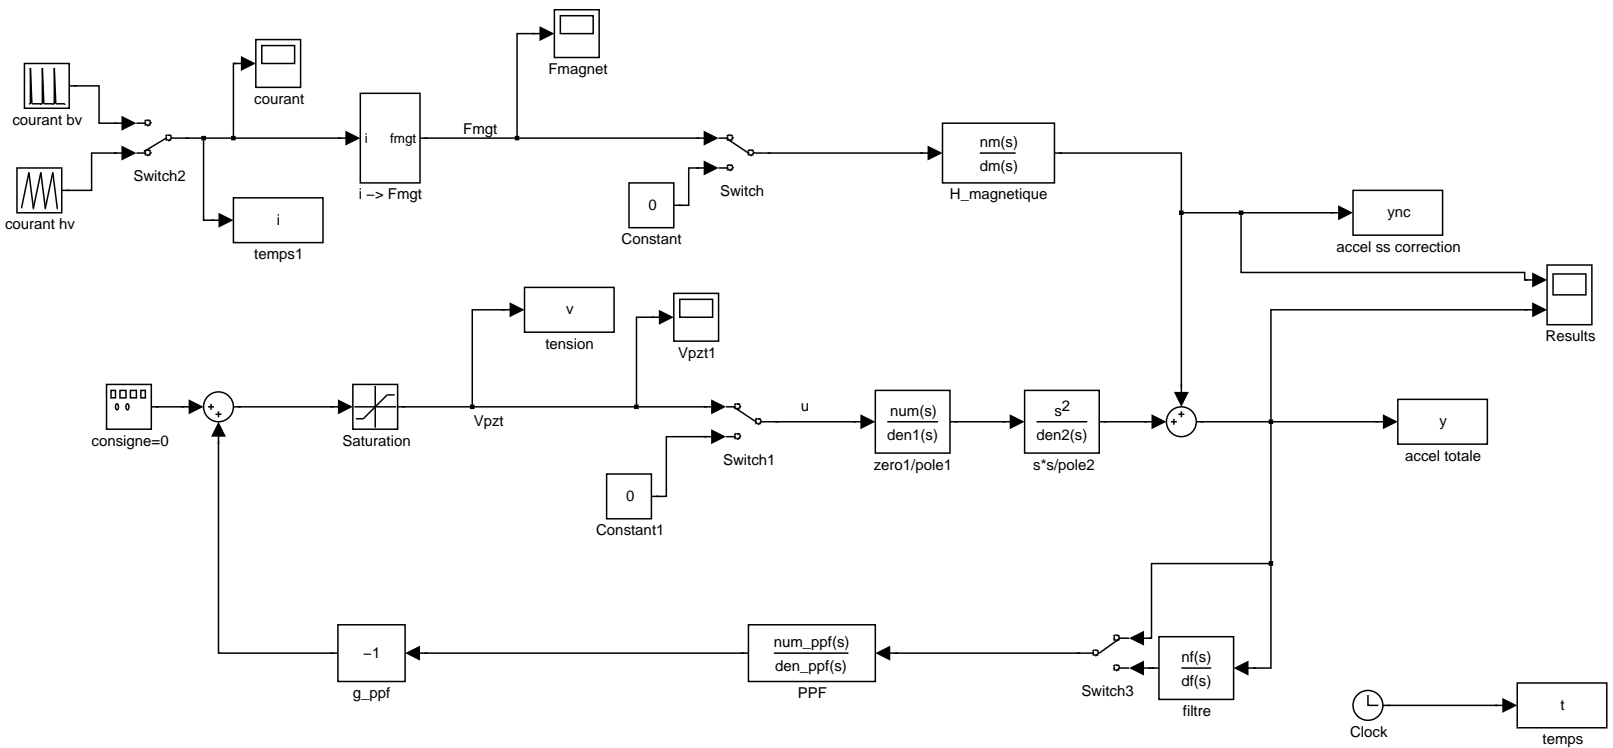 Fmagnet
courant
courant bv
i
fmgt
Fmgt
nm(s)
dm(s)
Switch2
i −> Fmgt
Switch
H_magnetique
courant hv
i
temps1
0
Constant
ync
accel ss correction
v
tension
Vpzt1
Results
+
+
consigne=0
Saturation
Vpzt
u
num(s)
den1(s)
zero1/pole1
s2
den2(s)
s*s/pole2
+
+
y
accel totale
Switch1
0
Constant1
−1
g_ppf
num_ppf(s)
den_ppf(s)
PPF
Switch3
nf(s)
df(s)
filtre
Clock
t
temps